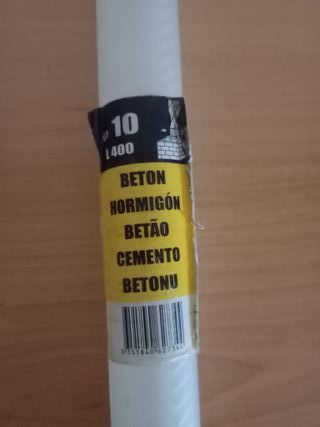 ø 10
L 400
BETON
HORMIGÓN
BETÃO
CEMENTO
BETONU